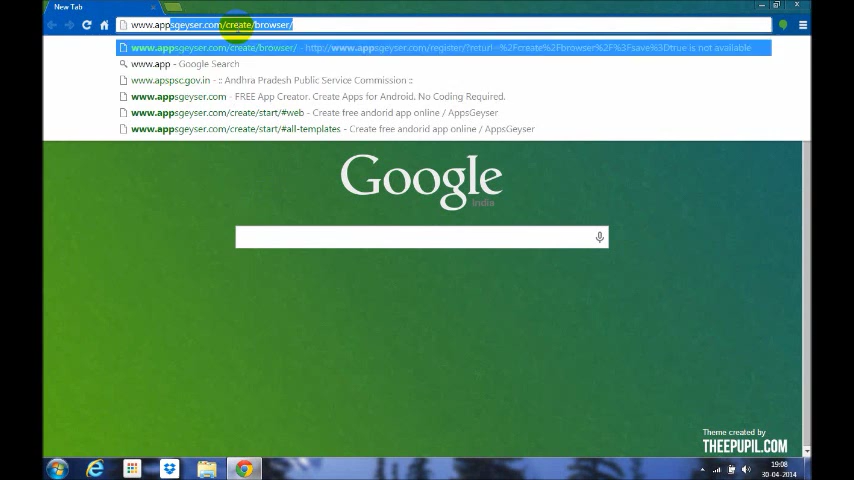 New Tab
www.appsgeyser.com/create/browser/
www.appsgeyser.com/create/browser/ - http://www.appsgeyser.com/register/?returl=%2Fcreate%2Fbrowser%2F%3Fsave%3Dtrue is not available
www.app - Google Search
www.apspsc.gov.in - :: Andhra Pradesh Public Service Commission ::
www.appsgeyser.com - FREE App Creator. Create Apps for Android. No Coding Required.
www.appsgeyser.com/create/start/#web - Create free andorid app online / AppsGeyser
www.appsgeyser.com/create/start/#all-templates - Create free andorid app online / AppsGeyser
Google
India
Theme created by
THEEPUPIL.COM
19:08
30-04-2014